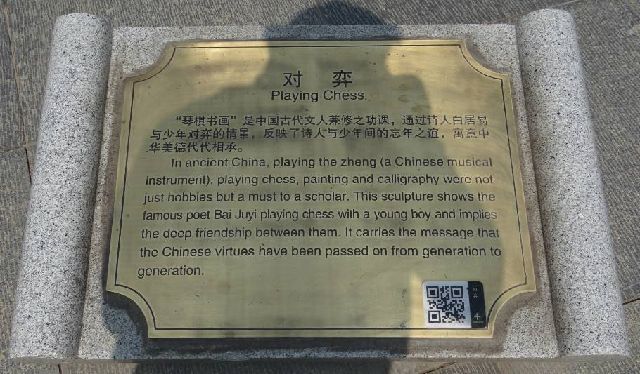 对 弈
Playing Chess
"琴棋书画"是中国古代文人兼修之功课，通过诗人白居易
与少年对弈的情景，反映了诗人与少年间的忘年之谊，寓意中
华美德代代相承。
In ancient China, playing the zheng (a Chinese musical
instrument), playing chess, painting and calligraphy were not
just hobbies but a must to a scholar. This sculpture shows the
famous poet Bai Juyi playing chess with a young boy and implies
the deep friendship between them. It carries the message that
the Chinese virtues have been passed on from generation to
generation.